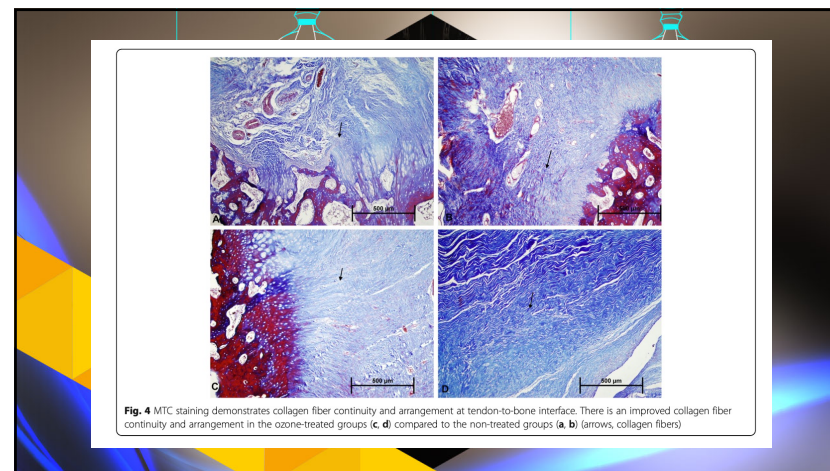 500 µm
A
500 µm
B
500 µm
C
500 µm
D
Fig. 4 MTC staining demonstrates collagen fiber continuity and arrangement at tendon-to-bone interface. There is an improved collagen fiber
continuity and arrangement in the ozone-treated groups (c, d) compared to the non-treated groups (a, b) (arrows, collagen fibers)